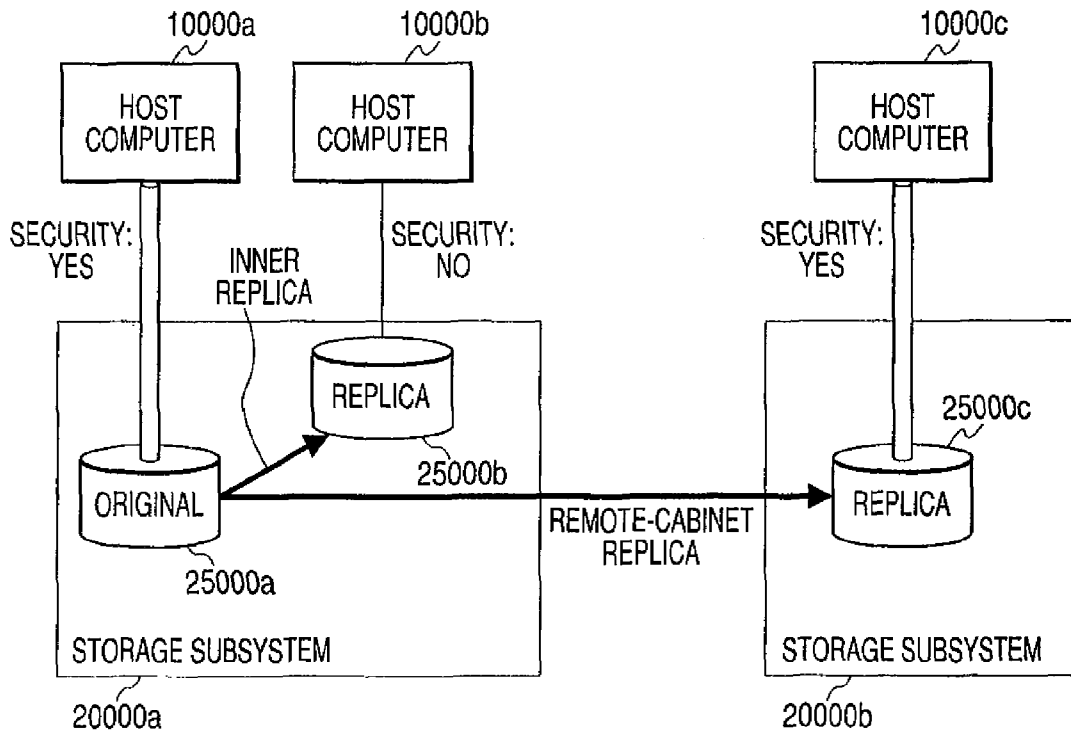 10000a
10000b
10000c
HOST
COMPUTER
HOST
COMPUTER
HOST
COMPUTER
SECURITY:
YES
INNER
REPLICA
SECURITY:
NO
SECURITY:
YES
REPLICA
25000b
25000c
ORIGINAL
25000a
REMOTE-CABINET
REPLICA
REPLICA
STORAGE SUBSYSTEM
STORAGE SUBSYSTEM
20000a
20000b